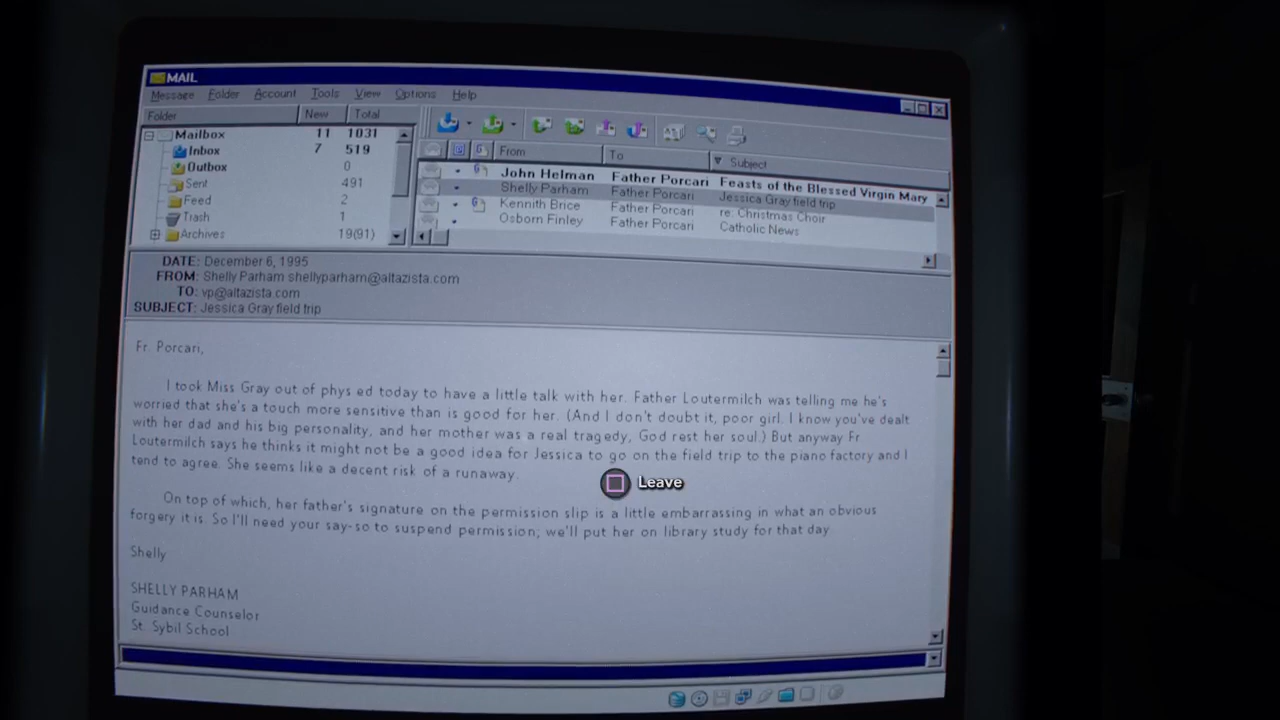 MAIL
Message Folder Account Tools View Options Help
Folder New Total
Mailbox 11 1031
Inbox 7 519
Outbox 0
Sent 491
Feed 2
Trash 1
Archives 19(91)
From To Subject
John Helman Father Porcari Feasts of the Blessed Virgin Mary
Shelly Parham Father Porcari Jessica Gray field trip
Kennith Brice Father Porcari re: Christmas Choir
Osborn Finley Father Porcari Catholic News
DATE: December 6, 1995
FROM: Shelly Parham shellyparham@altazista.com
TO: vp@altazista.com
SUBJECT: Jessica Gray field trip
Fr. Porcari,
I took Miss Gray out of phys ed today to have a little talk with her. Father Loutermilch was telling me he's
worried that she's a touch more sensitive than is good for her. (And I don't doubt it, poor girl. I know you've dealt
with her dad and his big personality, and her mother was a real tragedy, God rest her soul.) But anyway Fr
Loutermilch says he thinks it might not be a good idea for Jessica to go on the field trip to the piano factory and I
tend to agree. She seems like a decent risk of a runaway.
Leave
On top of which, her father's signature on the permission slip is a little embarrassing in what an obvious
forgery it is. So I'll need your say-so to suspend permission; we'll put her on library study for that day
Shelly
SHELLY PARHAM
Guidance Counselor
St. Sybil School